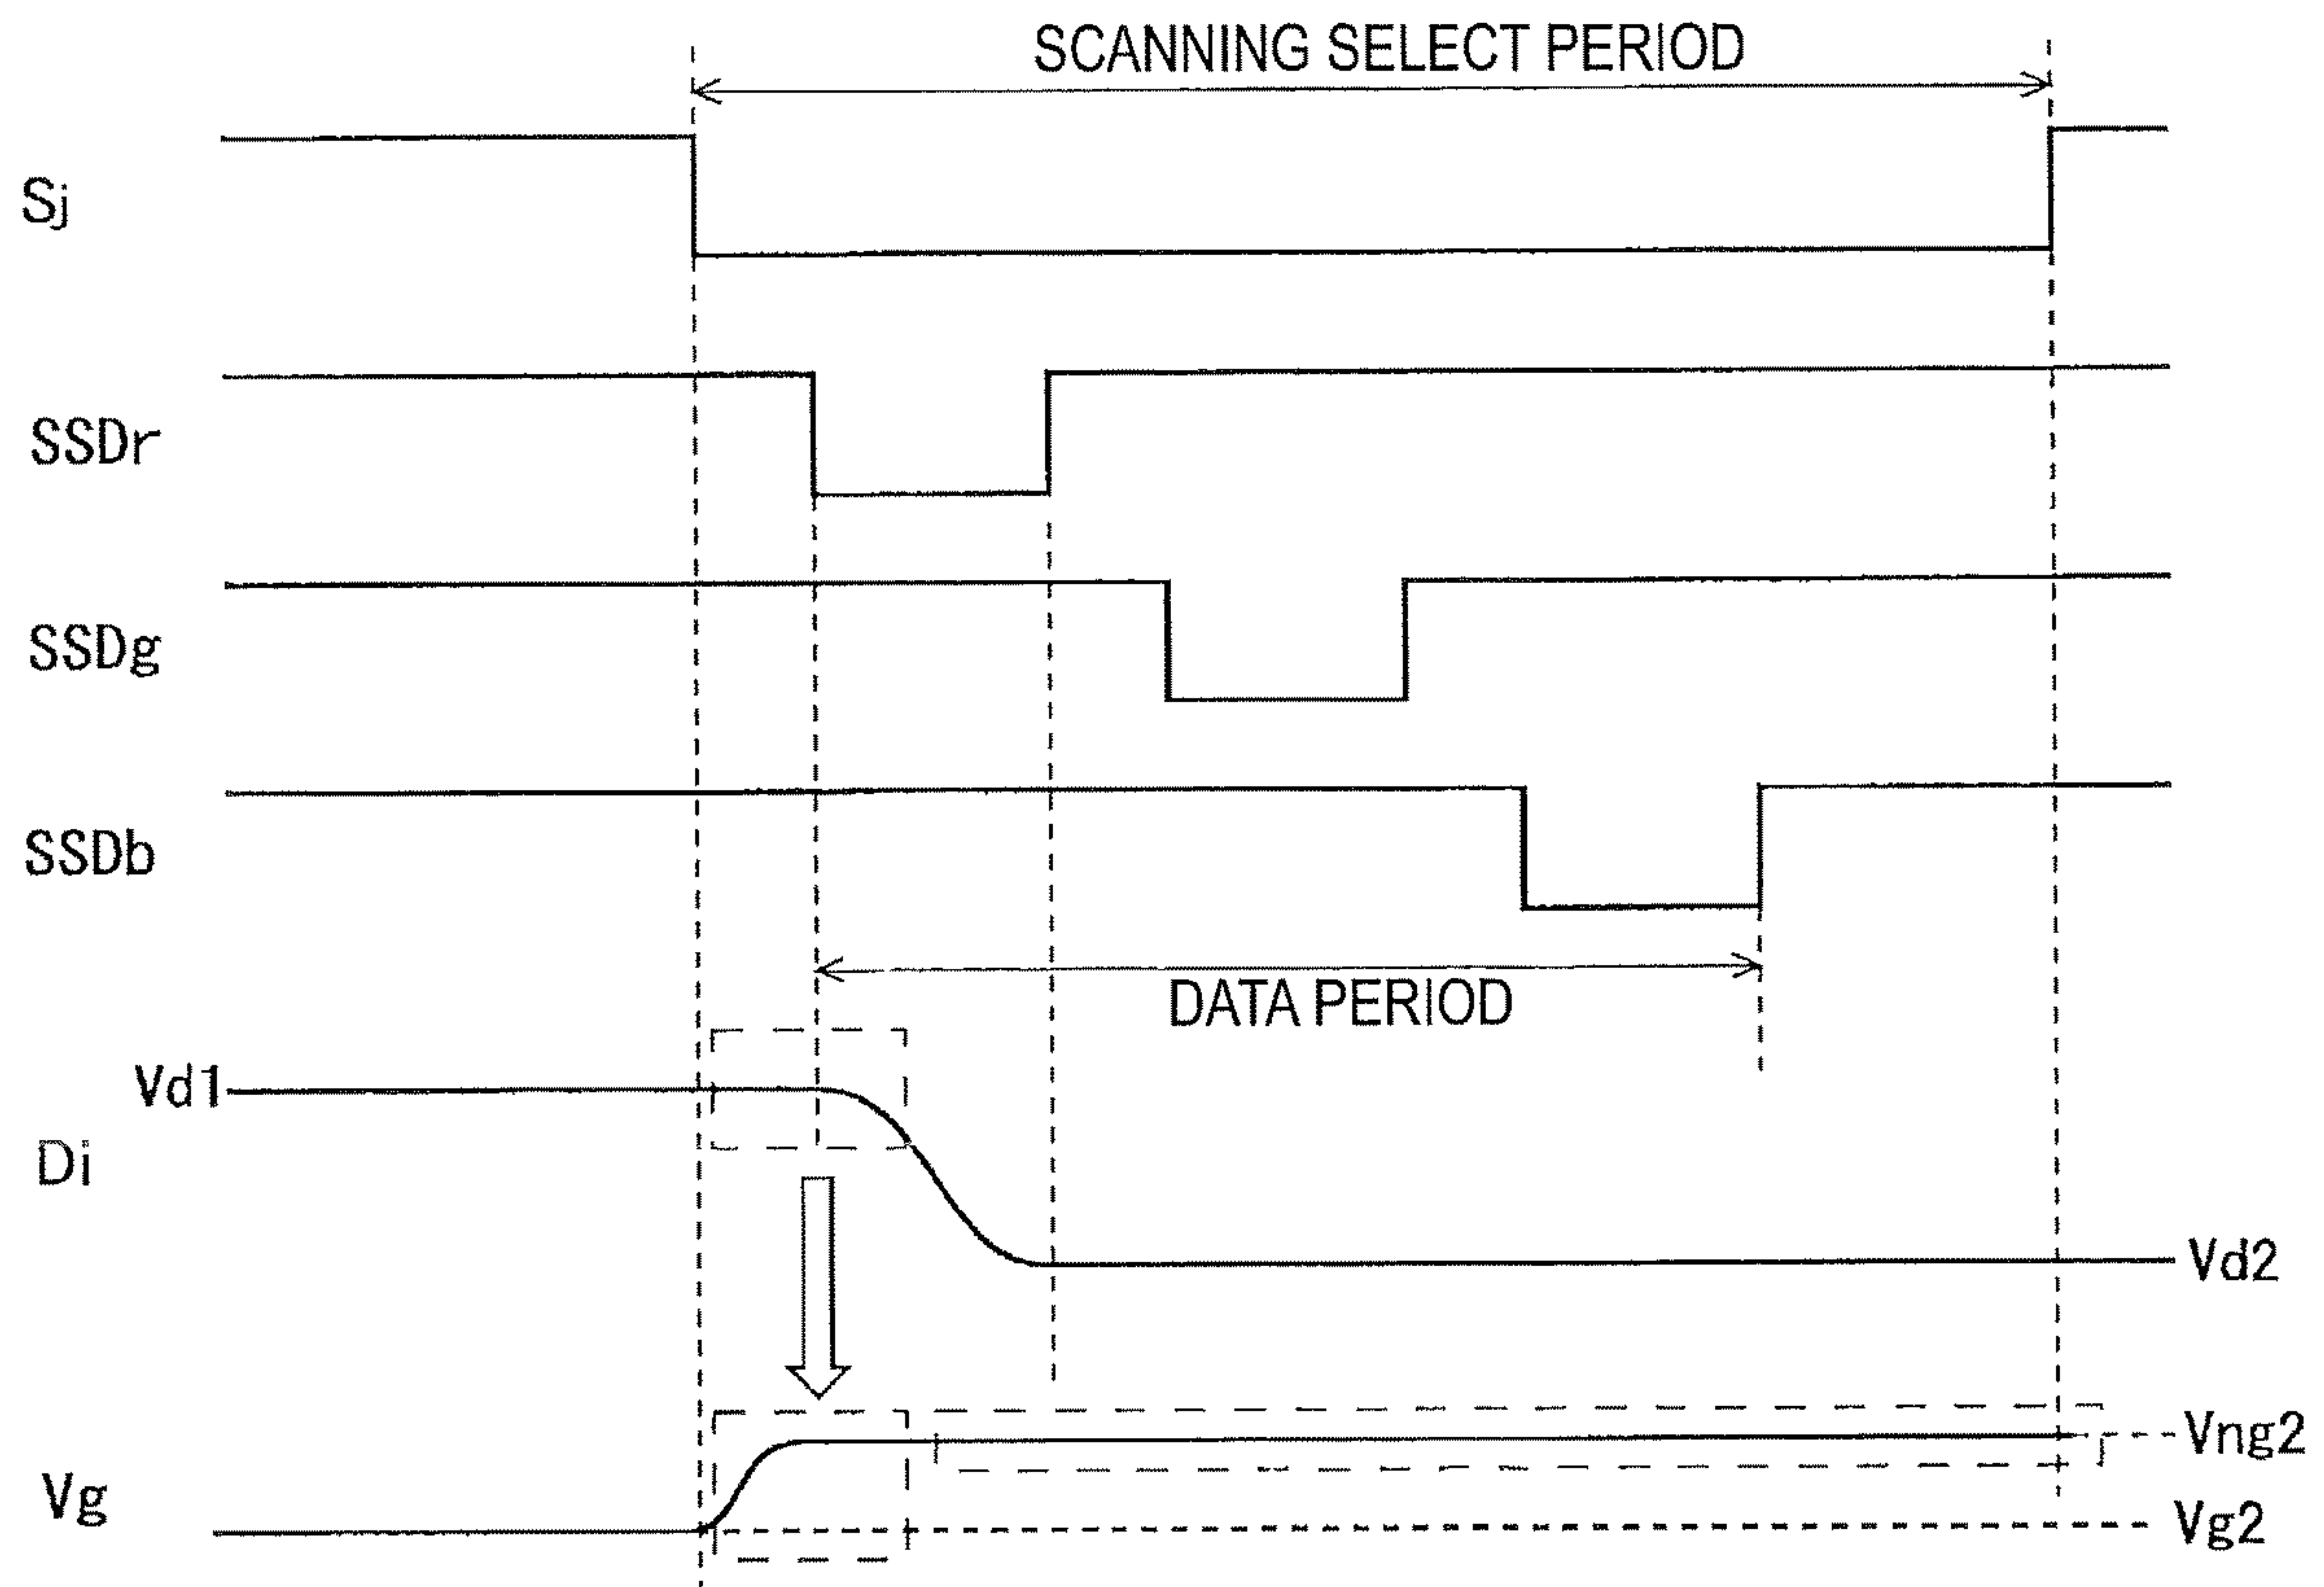 SCANNING SELECT PERIOD
Sj
SSDr
SSDg
SSDb
DATA PERIOD
Vd1
Di
Vd2
Vng2
Vg
Vg2